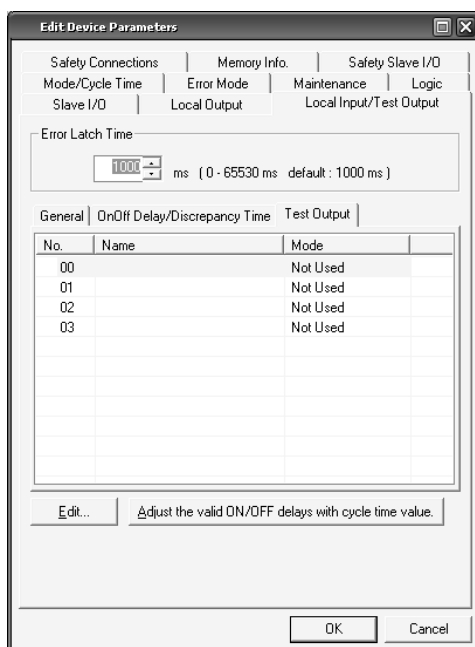 Edit Device Parameters
Safety Connections Memory Info. Safety Slave I/O
Mode/Cycle Time Error Mode Maintenance Logic
Slave I/O Local Output Local Input/Test Output
Error Latch Time
1000 ms ( 0 - 65530 ms default : 1000 ms )
General OnOff Delay/Discrepancy Time Test Output
No. Name Mode
00 Not Used
01 Not Used
02 Not Used
03 Not Used
Edit... Adjust the valid ON/OFF delays with cycle time value.
OK Cancel